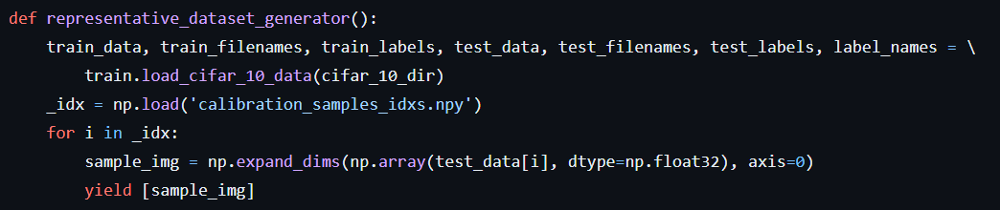 def representative_dataset_generator():
    train_data, train_filenames, train_labels, test_data, test_filenames, test_labels, label_names = \
        train.load_cifar_10_data(cifar_10_dir)
    _idx = np.load('calibration_samples_idxs.npy')
    for i in _idx:
        sample_img = np.expand_dims(np.array(test_data[i], dtype=np.float32), axis=0)
        yield [sample_img]